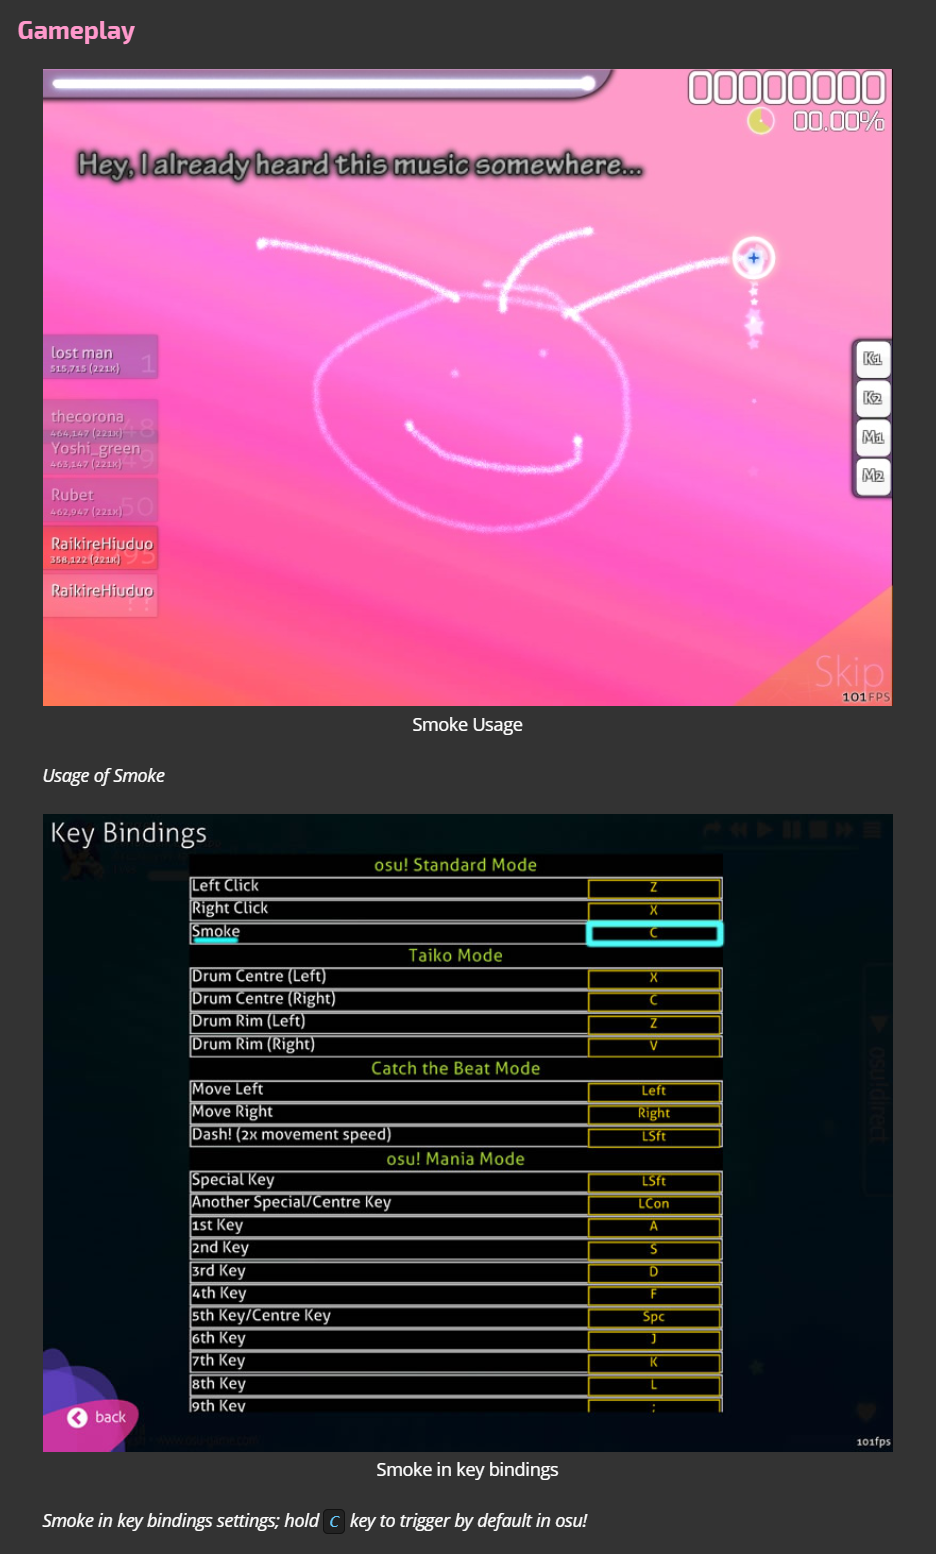 Gameplay
00000000
00.00%
Hey, I already heard this music somewhere...
lost man 1
515,715 (221x)
thecorona 48
464,147 (221x)
Yoshi_green 49
463,147 (221x)
Rubet 50
462,947 (221x)
RaikireHiuduo
358,122 (221x)
RaikireHiuduo
K1
K2
M1
M2
Skip
101FPS
Smoke Usage
Usage of Smoke
Key Bindings
osu! Standard Mode
Left Click Z
Right Click X
Smoke C
Taiko Mode
Drum Centre (Left) X
Drum Centre (Right) C
Drum Rim (Left) Z
Drum Rim (Right) V
Catch the Beat Mode
Move Left Left
Move Right Right
Dash! (2x movement speed) LSft
osu! Mania Mode
Special Key LSft
Another Special/Centre Key LCon
1st Key A
2nd Key S
3rd Key D
4th Key F
5th Key/Centre Key Spc
6th Key J
7th Key K
8th Key L
9th Key ;
osu!direct
back
101fps
Smoke in key bindings
Smoke in key bindings settings; hold C key to trigger by default in osu!